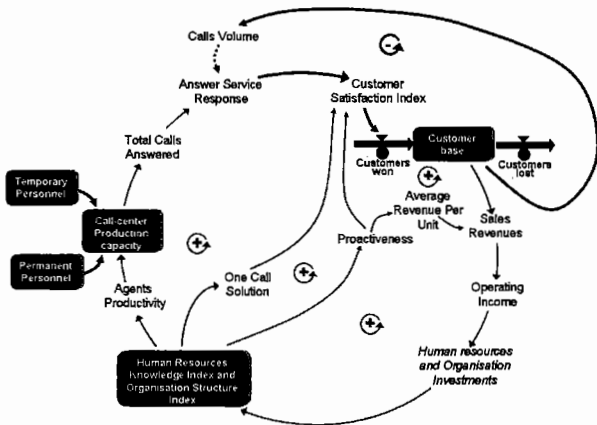 Calls Volume
Answer Service
Response
Customer
Satisfaction Index
Total Calls
Answered
Customers
won
Customer
base
Customers
lost
Temporary
Personnel
Call-center
Production
capacity
Permanent
Personnel
Average
Revenue Per
Unit
Sales
Revenues
Proactiveness
One Call
Solution
Agents
Productivity
Operating
Income
Human Resources
Knowledge Index and
Organisation Structure
Index
Human resources
and Organisation
Investments
-
+
+
+
+